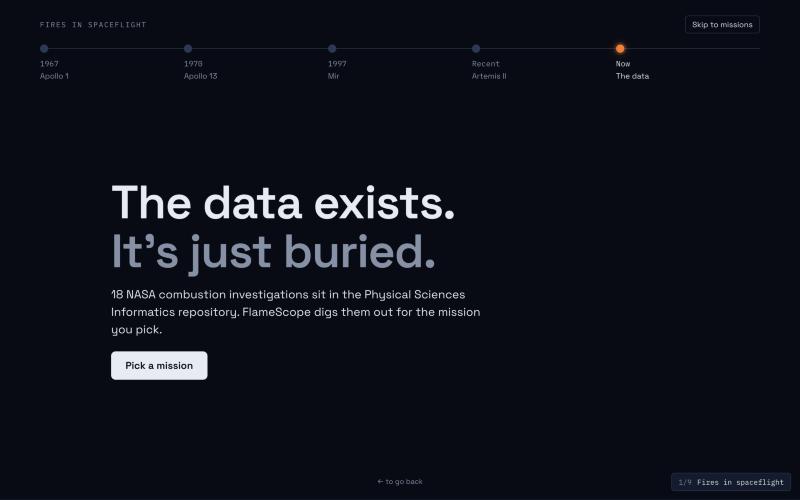 FIRES IN SPACEFLIGHT
Skip to missions
1967
Apollo 1
1970
Apollo 13
1997
Mir
Recent
Artemis II
Now
The data
The data exists.
It’s just buried.
18 NASA combustion investigations sit in the Physical Sciences
Informatics repository. FlameScope digs them out for the mission
you pick.
Pick a mission
← to go back
1/9 Fires in spaceflight